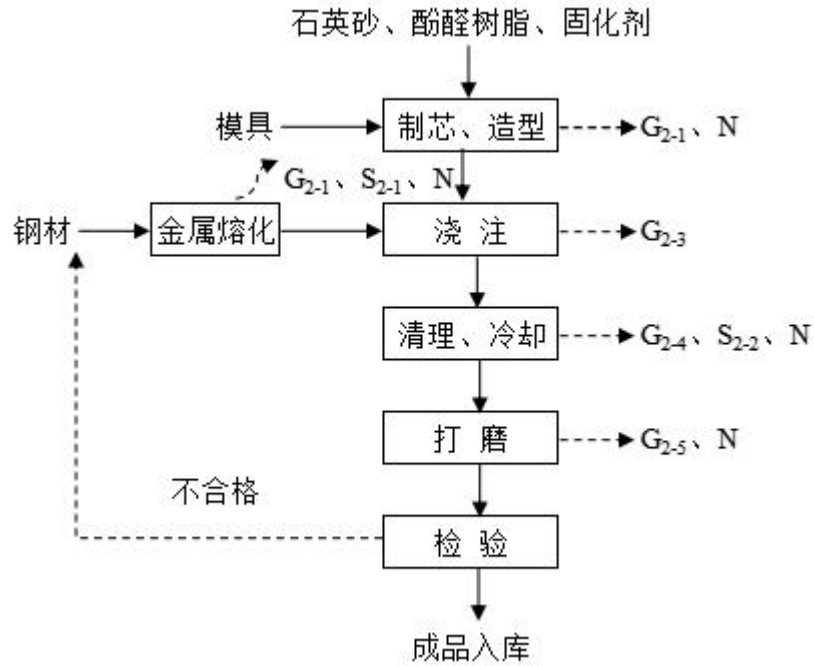 石英砂、酚醛树脂、固化剂
模具
制芯、造型
G2-1、N
G2-1、S2-1、N
钢材
金属熔化
浇 注
G2-3
清理、冷却
G2-4、S2-2、N
打 磨
G2-5、N
不合格
检 验
成品入库